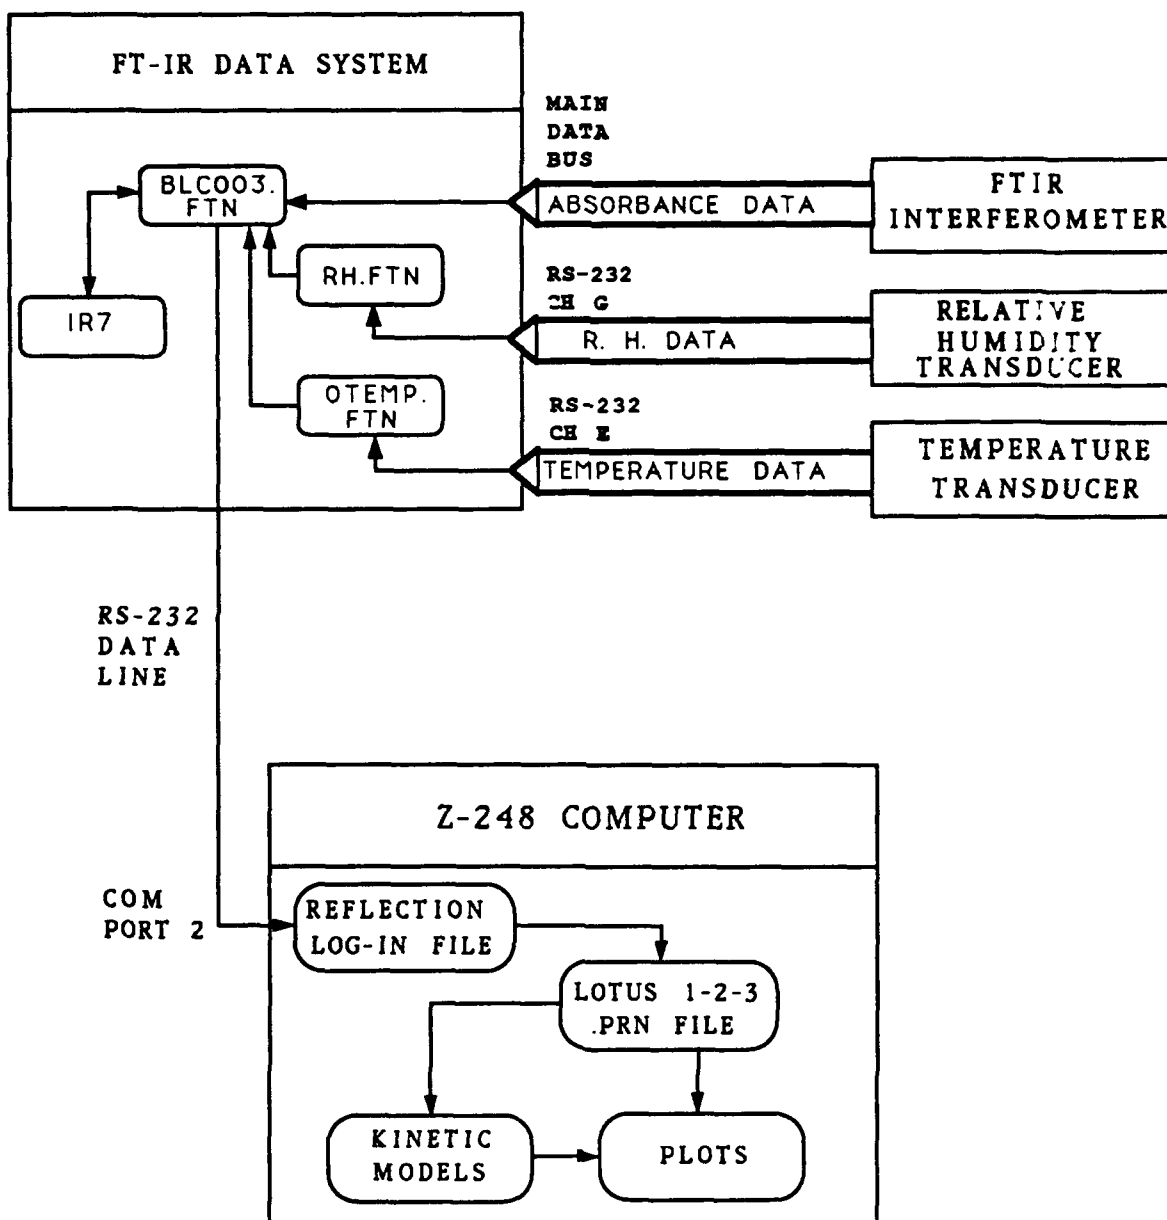 FT-IR DATA SYSTEM
MAIN
DATA
BUS
BLC003.
FTN
ABSORBANCE DATA
FTIR
INTERFEROMETER
RH.FTN
IR7
RS-232
CH G
R. H. DATA
RELATIVE
HUMIDITY
TRANSDUCER
OTEMP.
FTN
RS-232
CH E
TEMPERATURE DATA
TEMPERATURE
TRANSDUCER
RS-232
DATA
LINE
Z-248 COMPUTER
COM
PORT 2
REFLECTION
LOG-IN FILE
LOTUS 1-2-3
.PRN FILE
KINETIC
MODELS
PLOTS